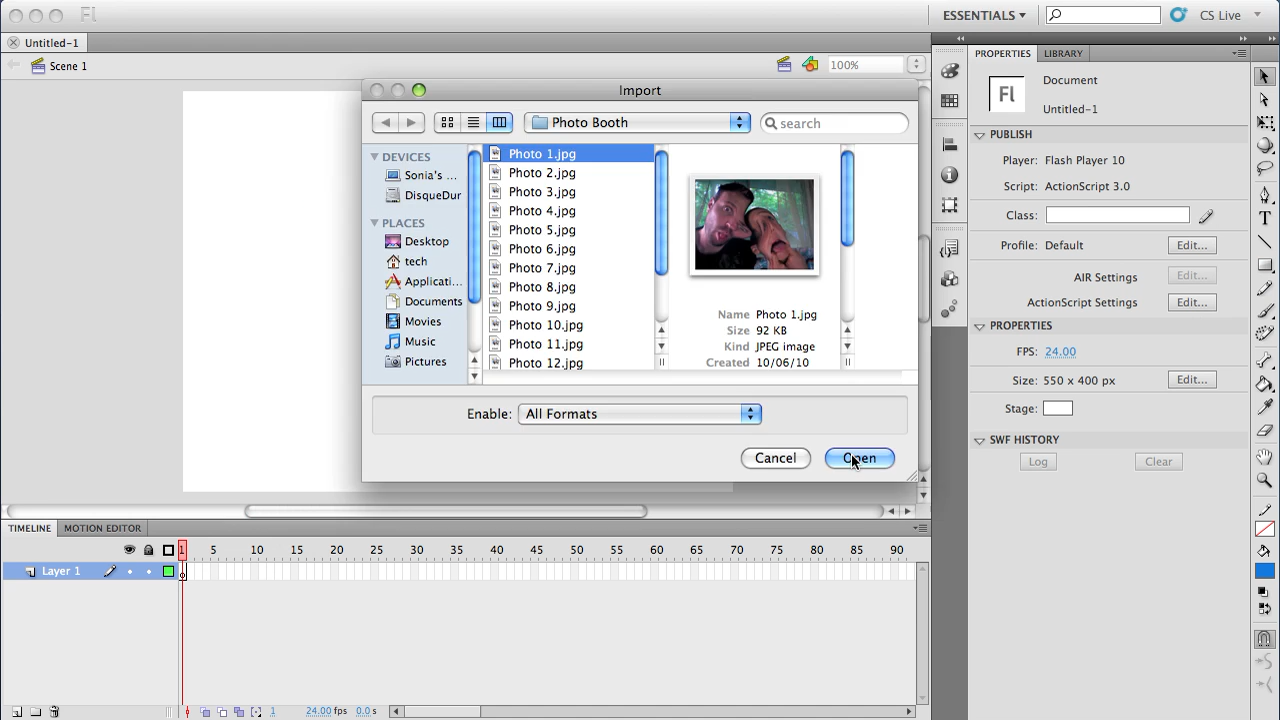 Fl
ESSENTIALS
CS Live
Untitled-1
Scene 1
100%
Import
Photo Booth
search
DEVICES
Sonia's ...
DisqueDur
PLACES
Desktop
tech
Applicati...
Documents
Movies
Music
Pictures
Photo 1.jpg
Photo 2.jpg
Photo 3.jpg
Photo 4.jpg
Photo 5.jpg
Photo 6.jpg
Photo 7.jpg
Photo 8.jpg
Photo 9.jpg
Photo 10.jpg
Photo 11.jpg
Photo 12.jpg
Name Photo 1.jpg
Size 92 KB
Kind JPEG image
Created 10/06/10
Enable: All Formats
Cancel
Open
PROPERTIES LIBRARY
Fl
Document
Untitled-1
PUBLISH
Player: Flash Player 10
Script: ActionScript 3.0
Class:
Profile: Default Edit...
AIR Settings Edit...
ActionScript Settings Edit...
PROPERTIES
FPS: 24.00
Size: 550 x 400 px Edit...
Stage:
SWF HISTORY
Log Clear
TIMELINE MOTION EDITOR
1 5 10 15 20 25 30 35 40 45 50 55 60 65 70 75 80 85 90
Layer 1
1 24.00 fps 0.0 s